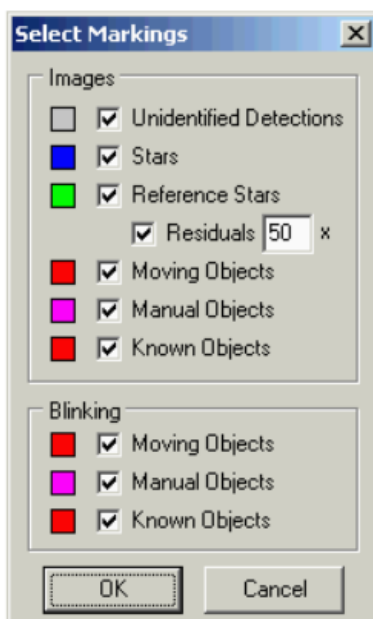 Select Markings
Images
Unidentified Detections
Stars
Reference Stars
Residuals 50 x
Moving Objects
Manual Objects
Known Objects
Blinking
Moving Objects
Manual Objects
Known Objects
OK Cancel